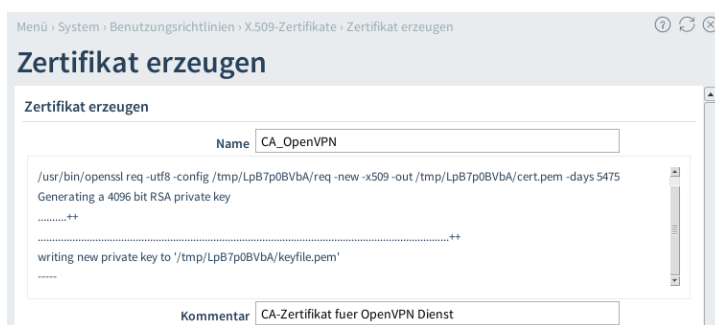 Menü › System › Benutzungsrichtlinien › X.509-Zertifikate › Zertifikat erzeugen
Zertifikat erzeugen
Zertifikat erzeugen
Name CA_OpenVPN
/usr/bin/openssl req -utf8 -config /tmp/LpB7p0BVbA/req -new -x509 -out /tmp/LpB7p0BVbA/cert.pem -days 5475
Generating a 4096 bit RSA private key
..........++
................................................................................................................................................++
writing new private key to '/tmp/LpB7p0BVbA/keyfile.pem'
-----
Kommentar CA-Zertifikat fuer OpenVPN Dienst